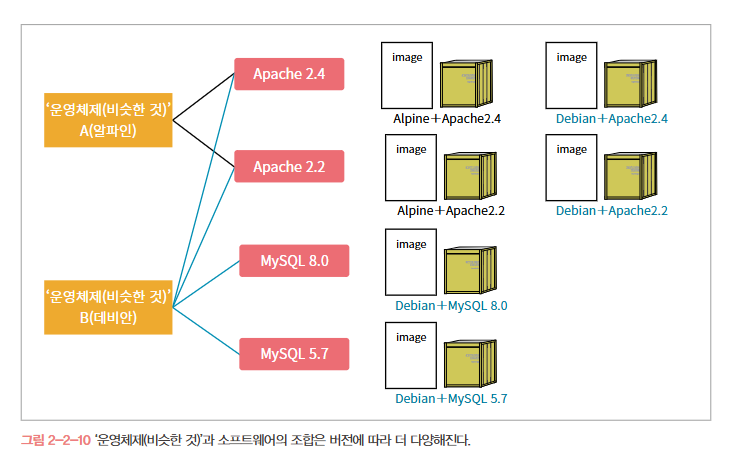 Apache 2.4
‘운영체제(비슷한 것)’
A(알파인)
Apache 2.2
MySQL 8.0
‘운영체제(비슷한 것)’
B(데비안)
MySQL 5.7
image
Alpine+Apache2.4
image
Debian+Apache2.4
image
Alpine+Apache2.2
image
Debian+Apache2.2
image
Debian+MySQL 8.0
image
Debian+MySQL 5.7
그림 2-2-10 ‘운영체제(비슷한 것)’과 소프트웨어의 조합은 버전에 따라 더 다양해진다.